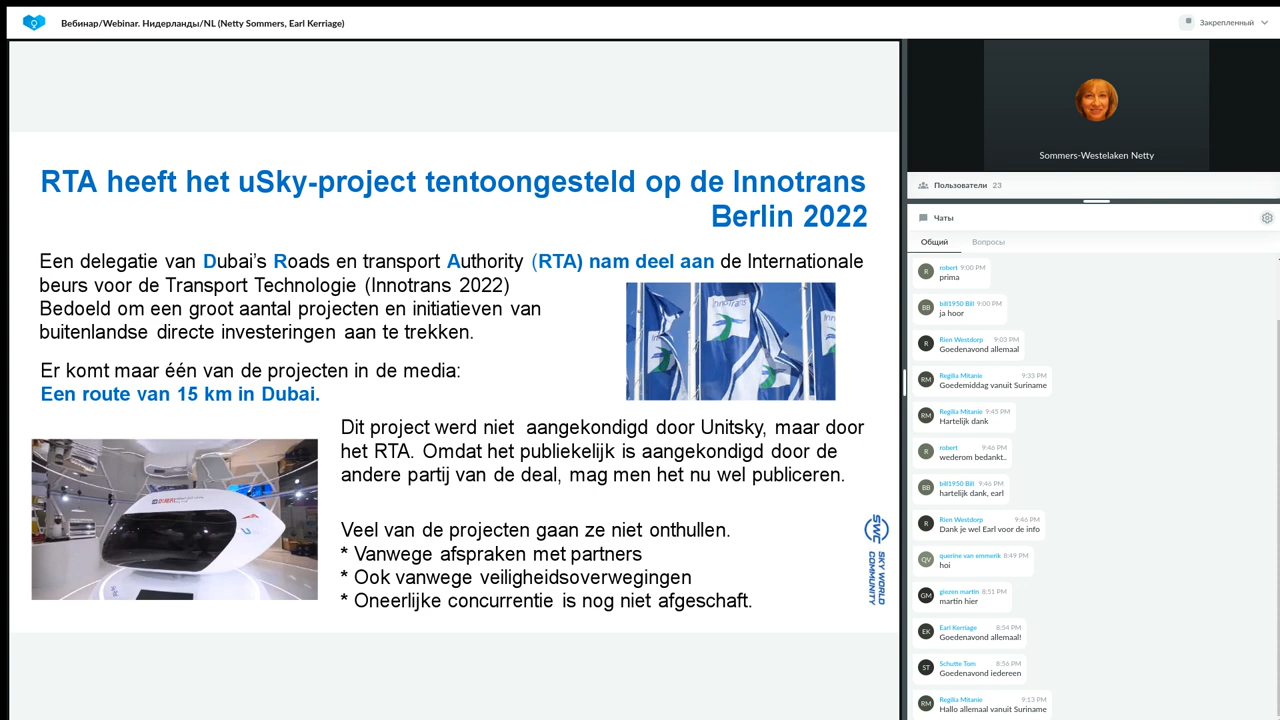 Вебинар/Webinar. Нидерланды/NL (Netty Sommers, Earl Kerriage)
Закрепленный
RTA heeft het uSky-project tentoongesteld op de Innotrans
Berlin 2022
Een delegatie van Dubai's Roads en transport Authority (RTA) nam deel aan de Internationale
beurs voor de Transport Technologie (Innotrans 2022)
Bedoeld om een groot aantal projecten en initiatieven van
buitenlandse directe investeringen aan te trekken.
Er komt maar één van de projecten in de media:
Een route van 15 km in Dubai.
Dit project werd niet aangekondigd door Unitsky, maar door
het RTA. Omdat het publiekelijk is aangekondigd door de
andere partij van de deal, mag men het nu wel publiceren.
Veel van de projecten gaan ze niet onthullen.
* Vanwege afspraken met partners
* Ook vanwege veiligheidsoverwegingen
* Oneerlijke concurrentie is nog niet afgeschaft.
SWC
SKY WORLD
COMMUNITY
innotrans
Sommers-Westelaken Netty
Пользователи 23
Чаты
Общий Вопросы
R
robert 9:00 PM
prima
BB
bill1950 Bill 9:00 PM
ja hoor
R
Rien Westdorp 9:03 PM
Goedenavond allemaal
RM
Regilia Mitanie 9:33 PM
Goedemiddag vanuit Suriname
RM
Regilia Mitanie 9:45 PM
Hartelijk dank
R
robert 9:46 PM
wederom bedankt..
BB
bill1950 Bill 9:46 PM
hartelijk dank, earl
R
Rien Westdorp 9:46 PM
Dank je wel Earl voor de info
QV
querine van emmerik 8:49 PM
hoi
GM
giezen martin 8:51 PM
martin hier
EK
Earl Kerriage 8:54 PM
Goedenavond allemaal!
ST
Schutte Tom 8:56 PM
Goedenavond iedereen
RM
Regilia Mitanie 9:13 PM
Hallo allemaal vanuit Suriname